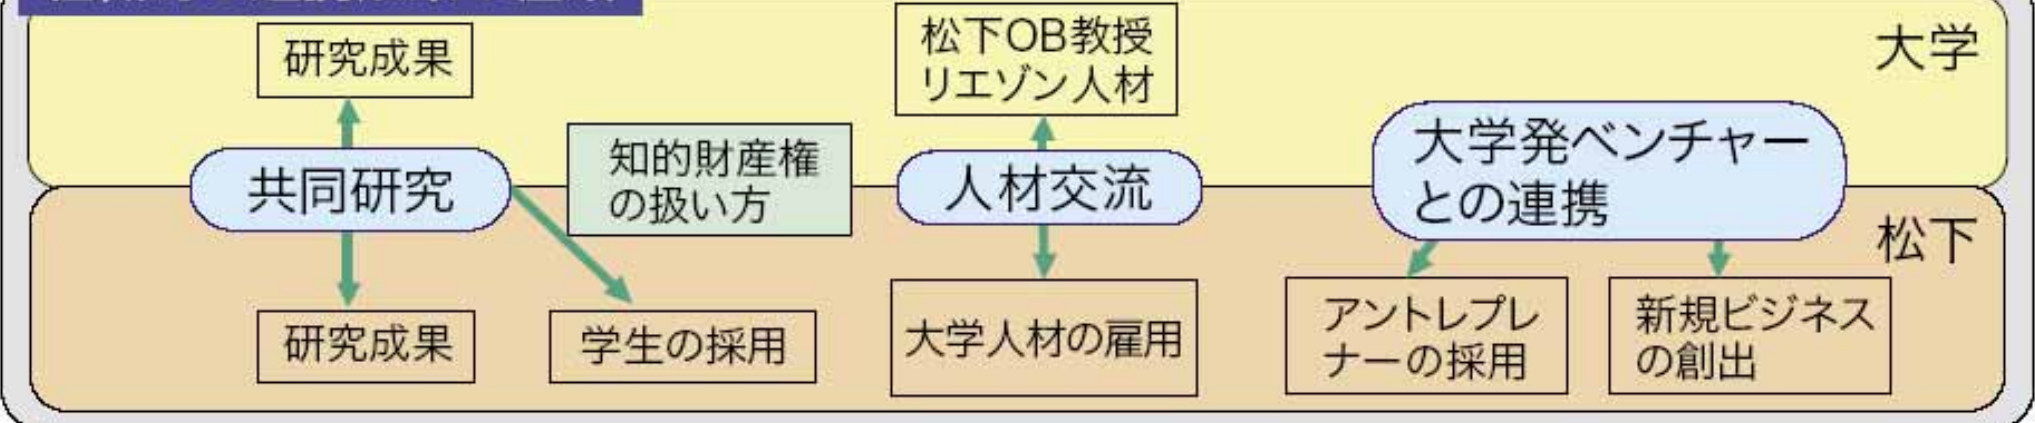 研究成果
松下OB教授
リエゾン人材
大学
共同研究
知的財産権
の扱い方
人材交流
大学発ベンチャー
との連携
松下
研究成果
学生の採用
大学人材の雇用
アントレプレ
ナーの採用
新規ビジネス
の創出